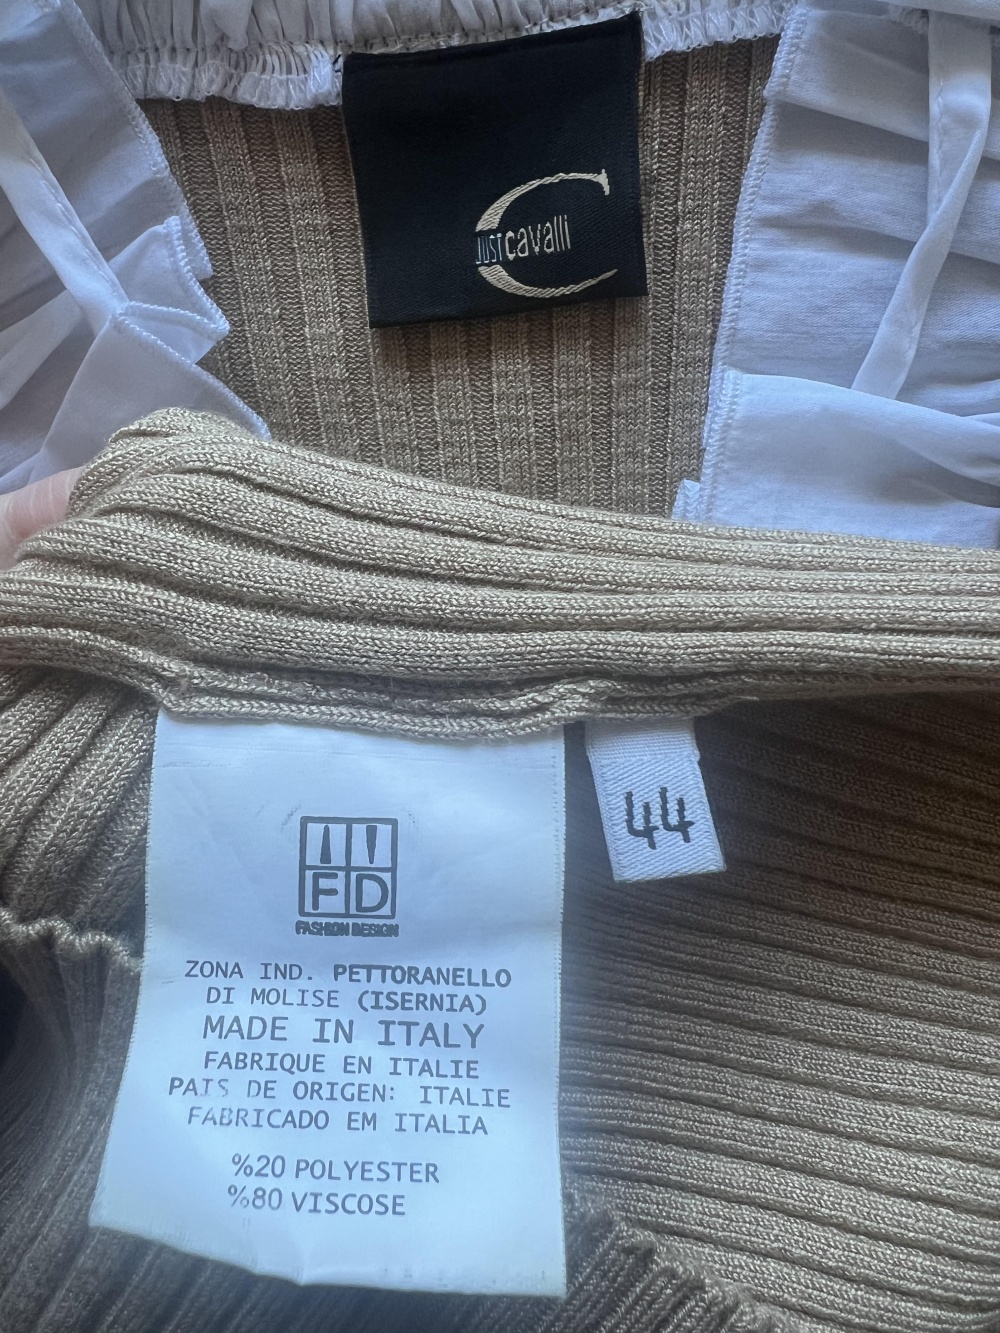 C
JUST cavalli
44
FD
FASHION DESIGN
ZONA IND. PETTORANELLO
DI MOLISE (ISERNIA)
MADE IN ITALY
FABRIQUE EN ITALIE
PAIS DE ORIGEN: ITALIE
FABRICADO EM ITALIA
%20 POLYESTER
%80 VISCOSE